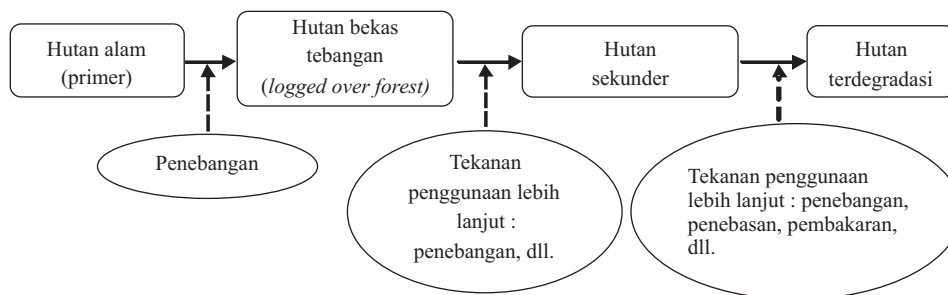 Hutan alam
(primer)
Hutan bekas
tebangan
(logged over forest)
Hutan
sekunder
Hutan
terdegradasi
Penebangan
Tekanan
penggunaan lebih
lanjut :
penebangan, dll.
Tekanan penggunaan
lebih lanjut : penebangan,
penebasan, pembakaran,
dll.